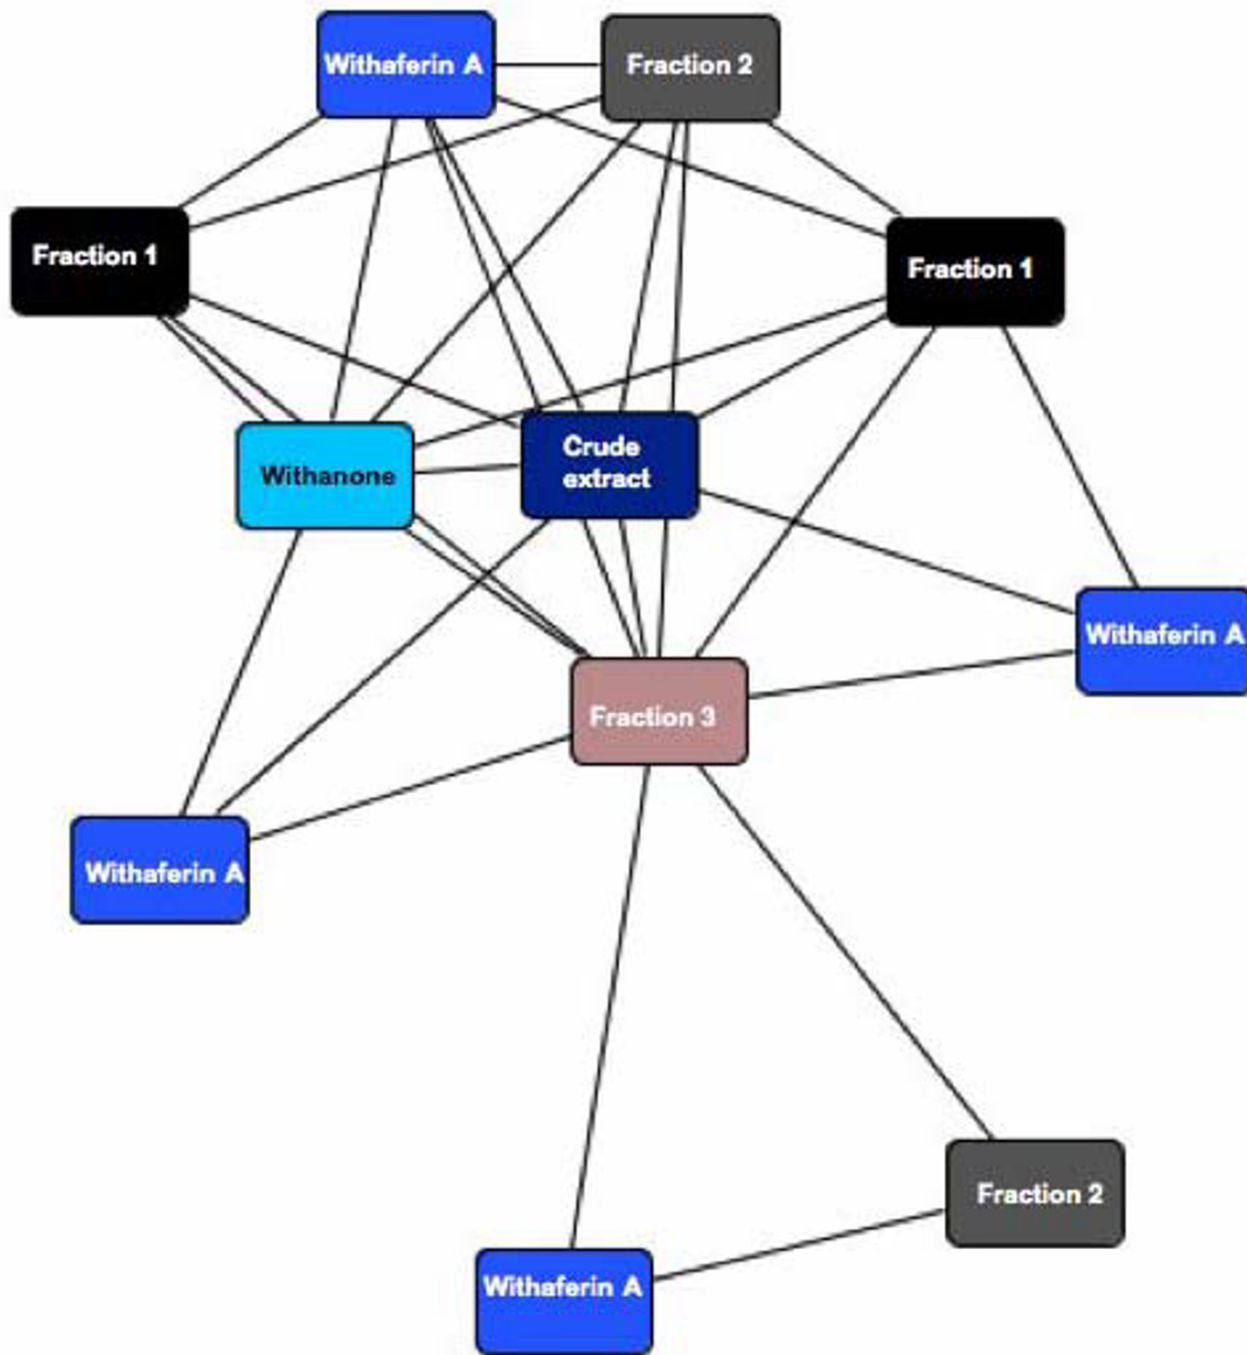 Withaferin A
Fraction 2
Fraction 1
Fraction 1
Withanone
Crude
extract
Withaferin A
Fraction 3
Withaferin A
Fraction 2
Withaferin A